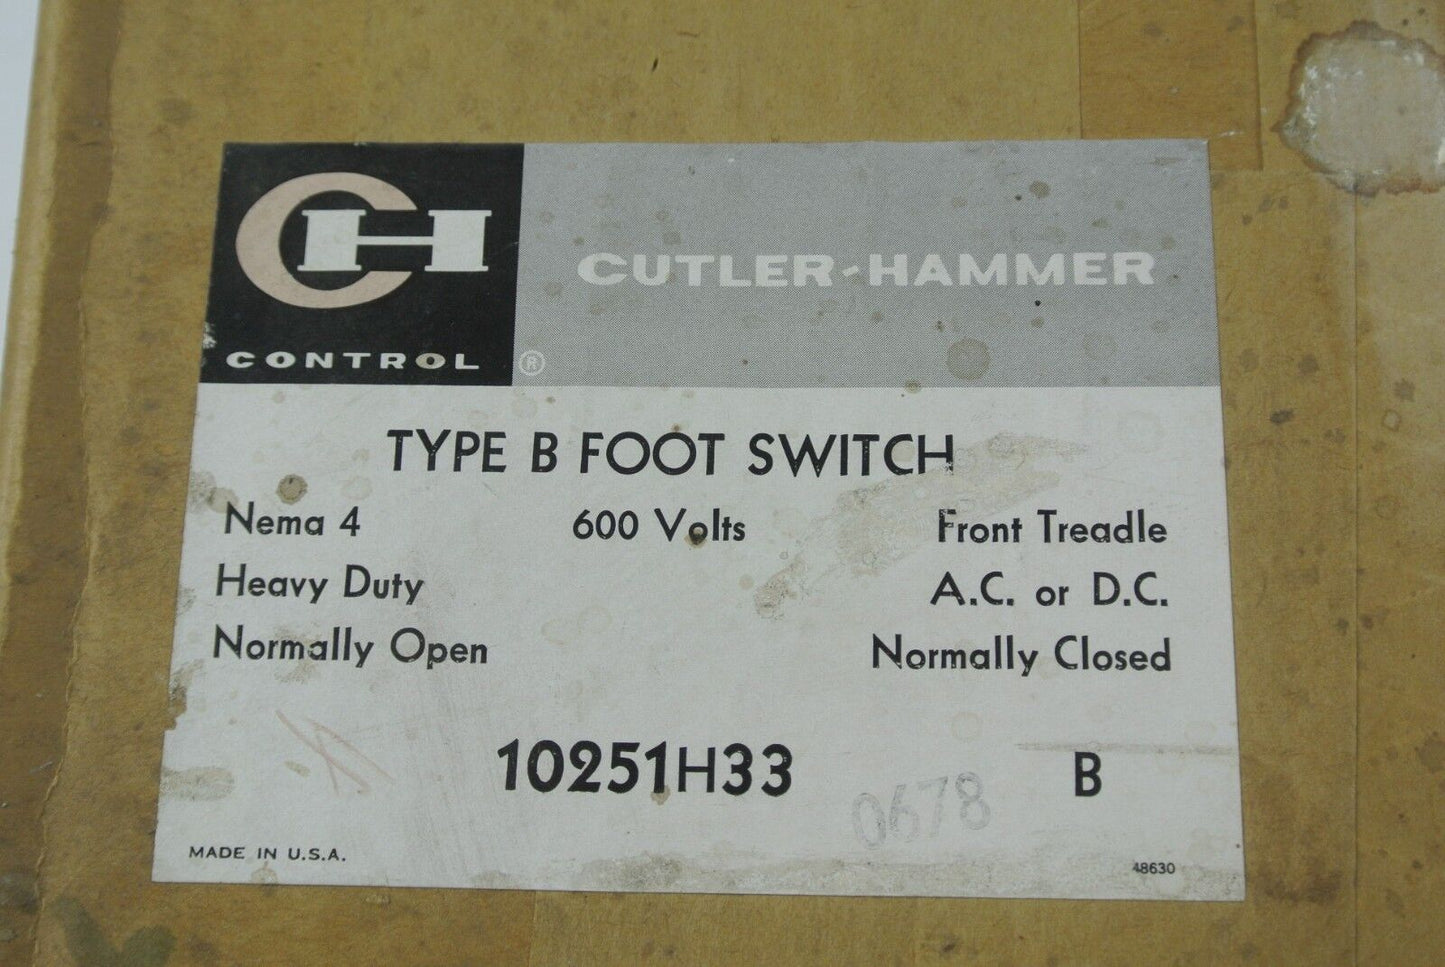 CH
CONTROL ®
CUTLER-HAMMER
TYPE B FOOT SWITCH
Nema 4 600 Volts Front Treadle
Heavy Duty A.C. or D.C.
Normally Open Normally Closed
10251H33 B
0678
MADE IN U.S.A. 48630